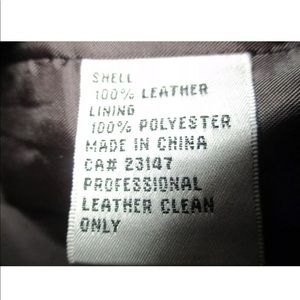 SHELL
100% LEATHER
LINING
100% POLYESTER
MADE IN CHINA
CA# 23147
PROFESSIONAL
LEATHER CLEAN
ONLY